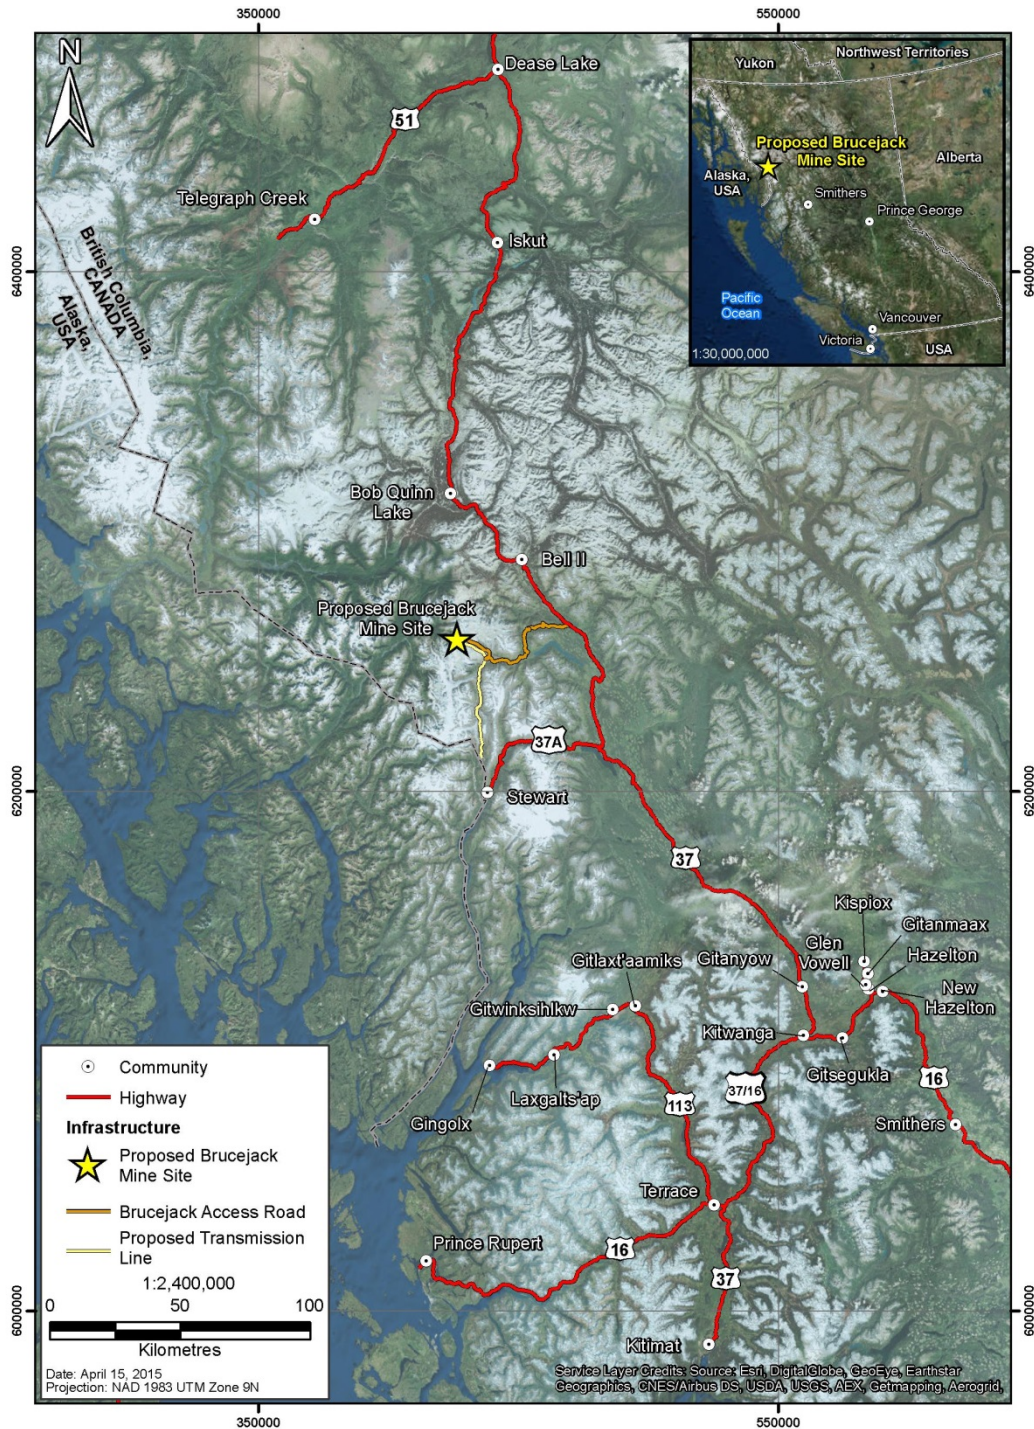 350000
550000
N
Dease Lake
51
Telegraph Creek
Iskut
6400000
6400000
British Columbia,
CANADA
Alaska,
USA
Yukon
Northwest Territories
Proposed Brucejack
Mine Site
Alaska,
USA
Alberta
Smithers
Prince George
Pacific
Ocean
Vancouver
Victoria
USA
1:30,000,000
Bob Quinn
Lake
Bell II
Proposed Brucejack
Mine Site
37A
Stewart
6200000
6200000
37
Kispiox
Gitanmaax
Glen
Vowell
Hazelton
Gitlaxt'aamiks
Gitanyow
New
Hazelton
Gitwinksihlkw
Kitwanga
Gitsegukla
Laxgalts'ap
Gingolx
37/16
113
16
Smithers
Terrace
Prince Rupert
16
37
Kitimat
6000000
6000000
Community
Highway
Infrastructure
Proposed Brucejack
Mine Site
Brucejack Access Road
Proposed Transmission
Line
1:2,400,000
0 50 100
Kilometres
Date: April 15, 2015
Projection: NAD 1983 UTM Zone 9N
Service Layer Credits: Source: Esri, DigitalGlobe, GeoEye, Earthstar
Geographics, CNES/Airbus DS, USDA, USGS, AEX, Getmapping, Aerogrid,
350000
550000